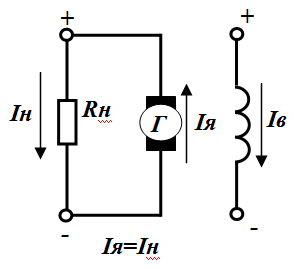 +
+
Iн
Rн
Г
Iя
Iв
-
-
Iя=Iн